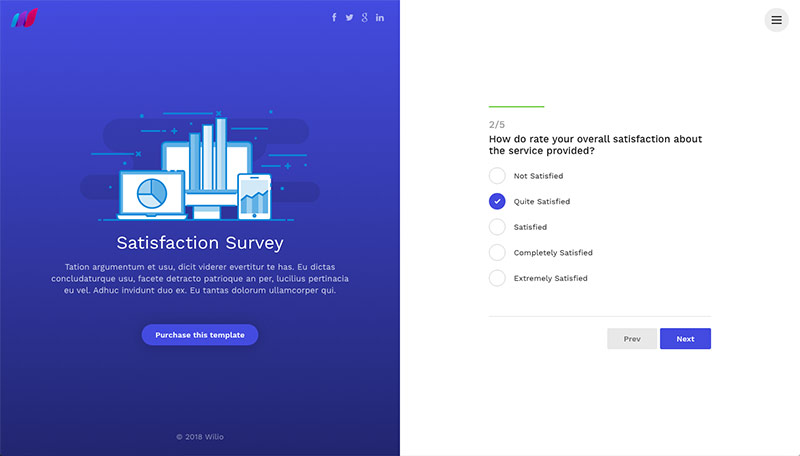 Satisfaction Survey
Tation argumentum et usu, dicit viderer evertitur te has. Eu dictas
concludaturque usu, facete detracto patrioque an per, lucilius pertinacia
eu vel. Adhuc invidunt duo ex. Eu tantas dolorum ullamcorper qui.
Purchase this template
© 2018 Wilio
2/5
How do rate your overall satisfaction about
the service provided?
Not Satisfied
Quite Satisfied
Satisfied
Completely Satisfied
Extremely Satisfied
Prev
Next